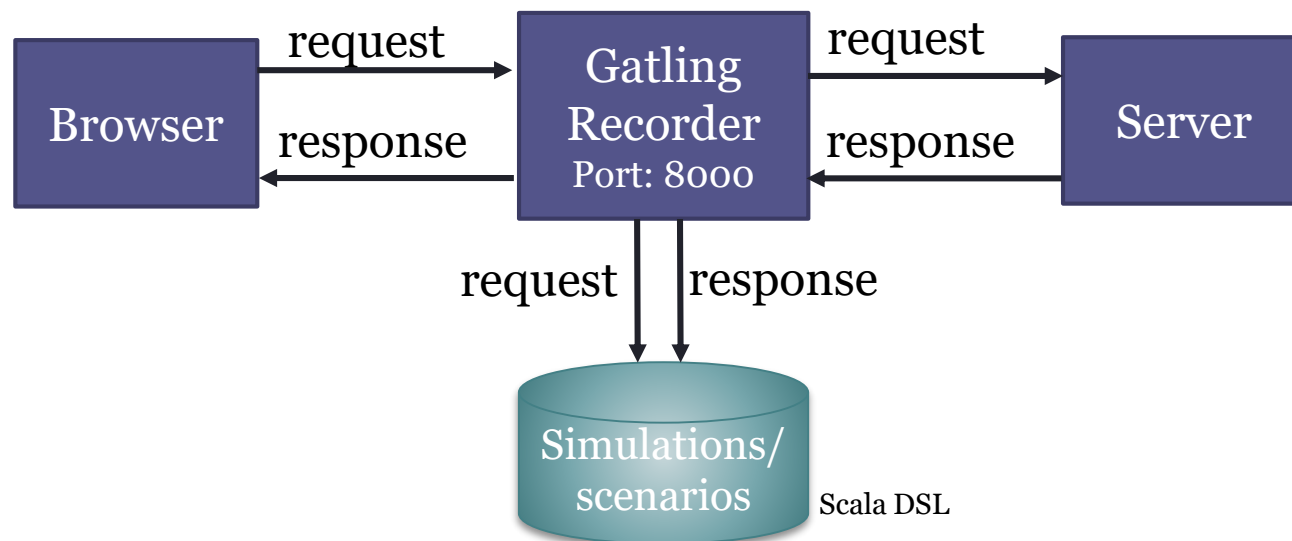 request
request
Browser
Gatling
Recorder
Port: 8000
Server
response
response
request
response
Simulations/
scenarios
Scala DSL